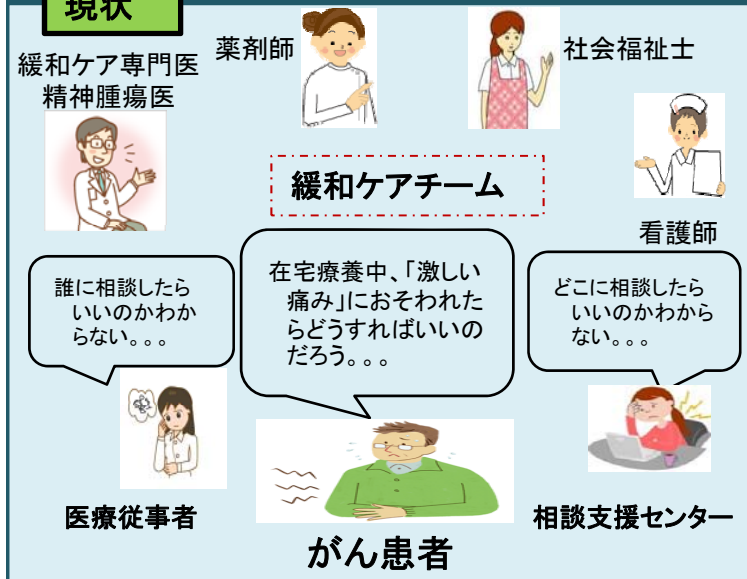 現状
緩和ケア専門医
精神腫瘍医
薬剤師
社会福祉士
看護師
緩和ケアチーム
誰に相談したら
いいのかわか
らない。。。
在宅療養中、「激しい
痛み」におそわれた
らどうすればいいの
だろう。。。
どこに相談したら
いいのかわから
ない。。。
医療従事者
がん患者
相談支援センター